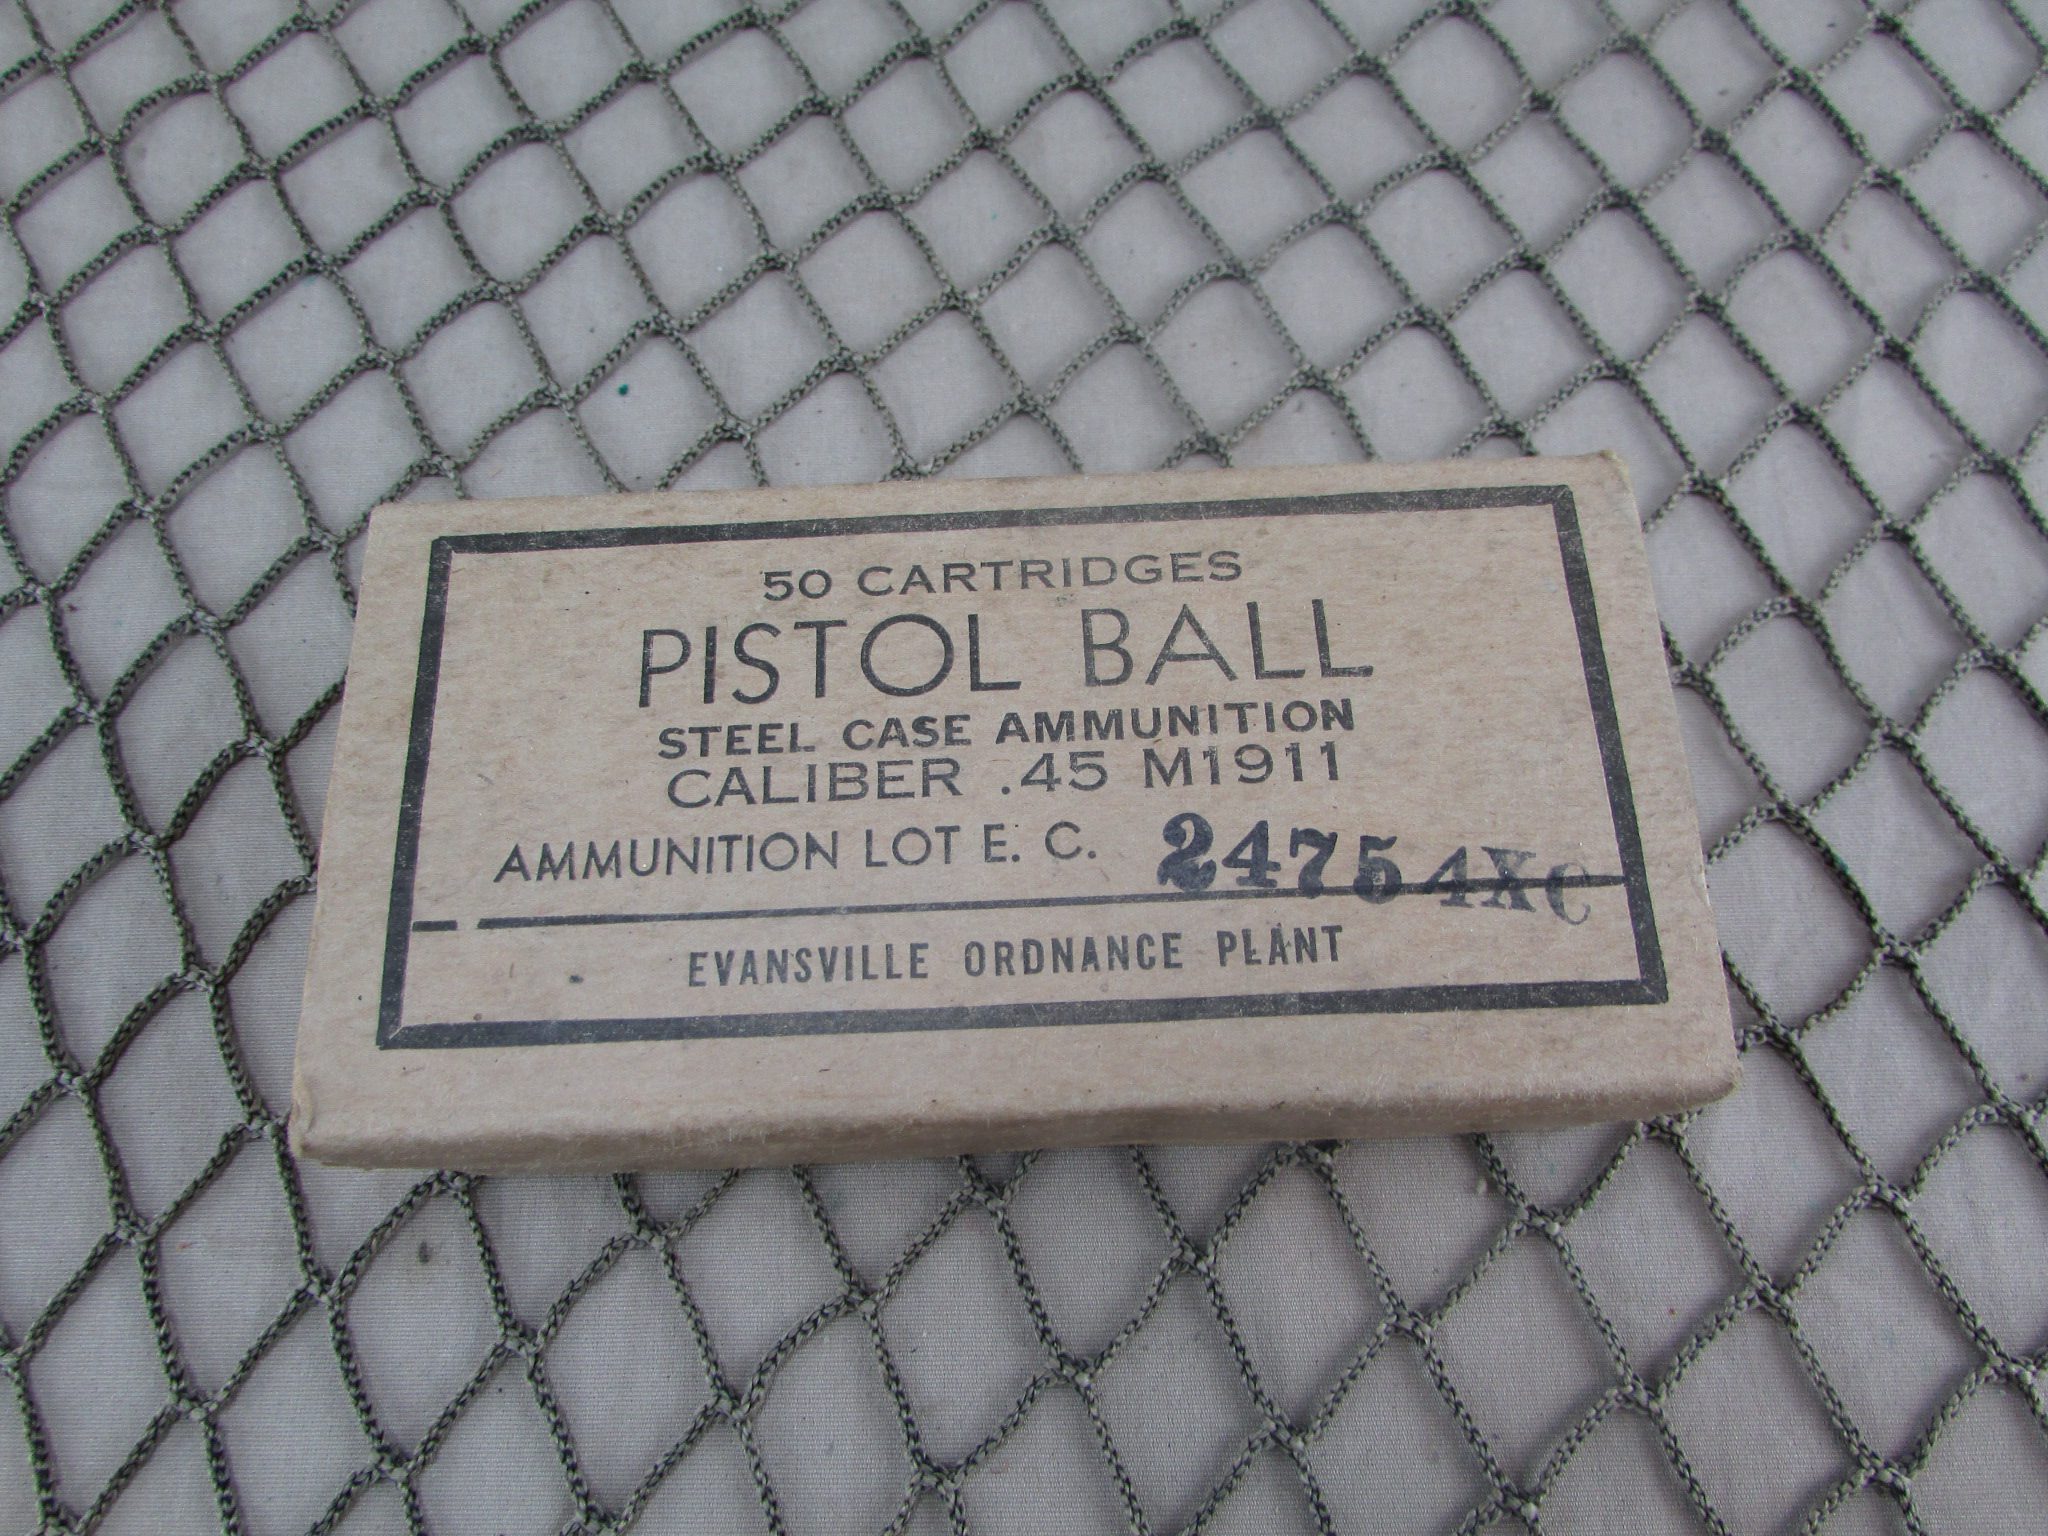 50 CARTRIDGES
PISTOL BALL
STEEL CASE AMMUNITION
CALIBER .45 M1911
AMMUNITION LOT E. C. 24754XC
EVANSVILLE ORDNANCE PLANT